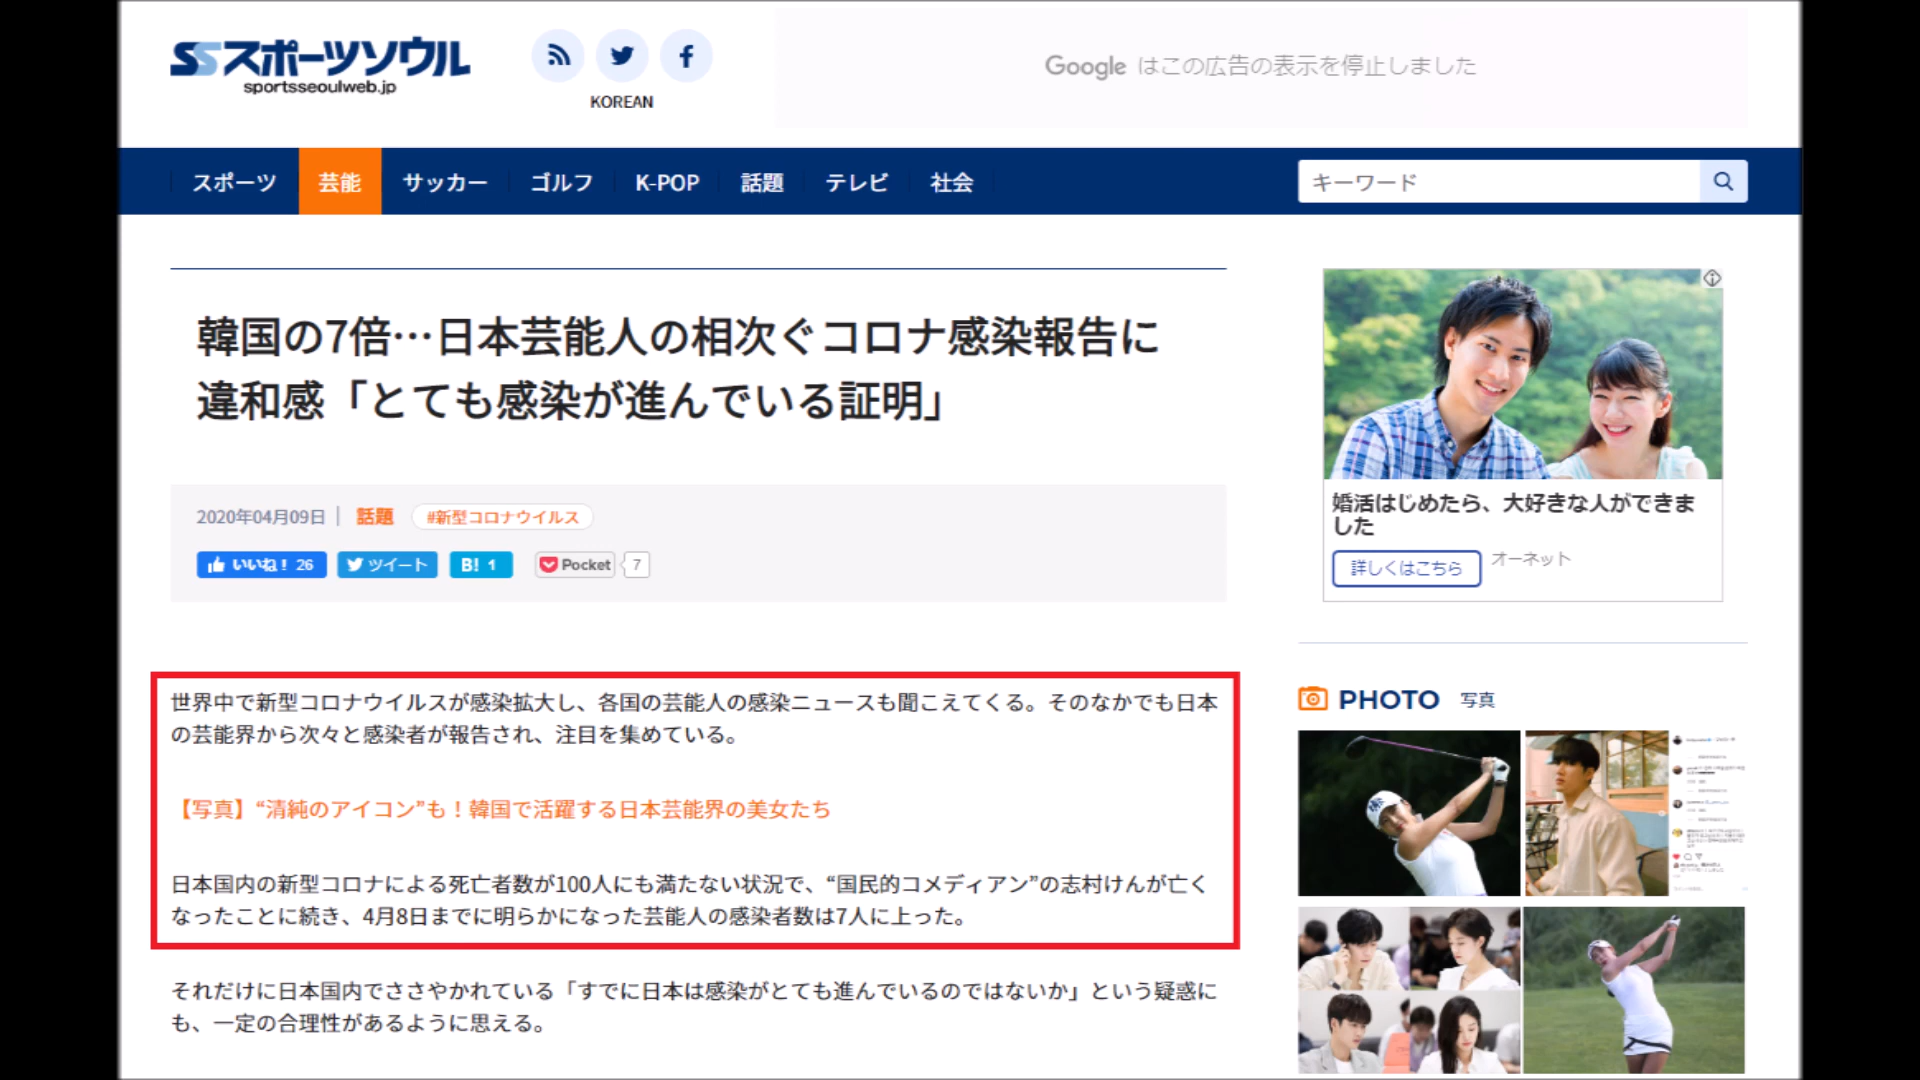 SSスポーツソウル
sportsseoulweb.jp
KOREAN
Google はこの広告の表示を停止しました
スポーツ 芸能 サッカー ゴルフ K-POP 話題 テレビ 社会
キーワード
韓国の7倍…日本芸能人の相次ぐコロナ感染報告に
違和感「とても感染が進んでいる証明」
2020年04月09日 話題 #新型コロナウイルス
いいね！ 26 ツイート B! 1 Pocket 7
世界中で新型コロナウイルスが感染拡大し、各国の芸能人の感染ニュースも聞こえてくる。そのなかでも日本
の芸能界から次々と感染者が報告され、注目を集めている。
【写真】“清純のアイコン”も！韓国で活躍する日本芸能界の美女たち
日本国内の新型コロナによる死亡者数が100人にも満たない状況で、“国民的コメディアン”の志村けんが亡く
なったことに続き、4月8日までに明らかになった芸能人の感染者数は7人に上った。
それだけに日本国内でささやかれている「すでに日本は感染がとても進んでいるのではないか」という疑惑に
も、一定の合理性があるように思える。
婚活はじめたら、大好きな人ができま
した
詳しくはこちら オーネット
PHOTO 写真